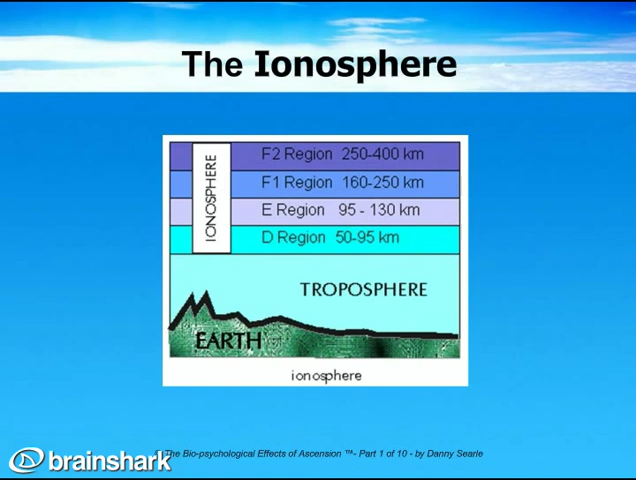 The Ionosphere
IONOSPHERE
F2 Region 250-400 km
F1 Region 160-250 km
E Region 95 - 130 km
D Region 50-95 km
TROPOSPHERE
EARTH
ionosphere
The Bio-psychological Effects of Ascension ™- Part 1 of 10 - by Danny Searle
brainshark